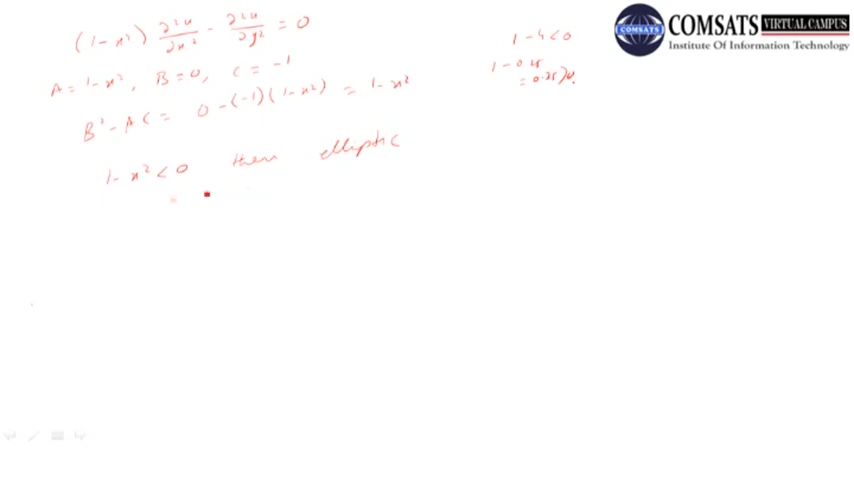 (1-x²) ∂²u/∂x² - ∂²u/∂y² = 0
A = 1-x², B = 0, C = -1
B² - AC = 0 - (-1)(1-x²) = 1-x²
1-x² < 0 then elliptic
1-4<0
1-0.25
= 0.75>0.
COMSATS VIRTUAL CAMPUS
Institute Of Information Technology